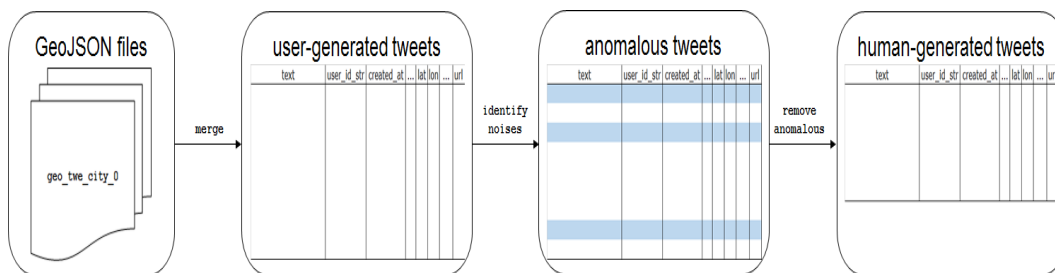 GeoJSON files
geo_twe_city_0
merge
user-generated tweets
text user_id_str created_at ... lat lon ... url
identify
noises
anomalous tweets
text user_id_str created_at ... lat lon ... url
remove
anomalous
human-generated tweets
text user_id_str created_at ... lat lon ... url